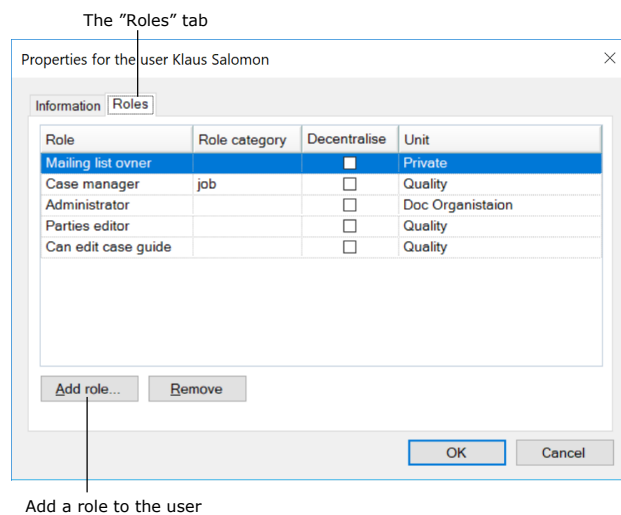 The "Roles" tab
Properties for the user Klaus Salomon
Information Roles
Role Role category Decentralise Unit
Mailing list ovner Private
Case manager job Quality
Administrator Doc Organistaion
Parties editor Quality
Can edit case guide Quality
Add role... Remove
OK Cancel
Add a role to the user